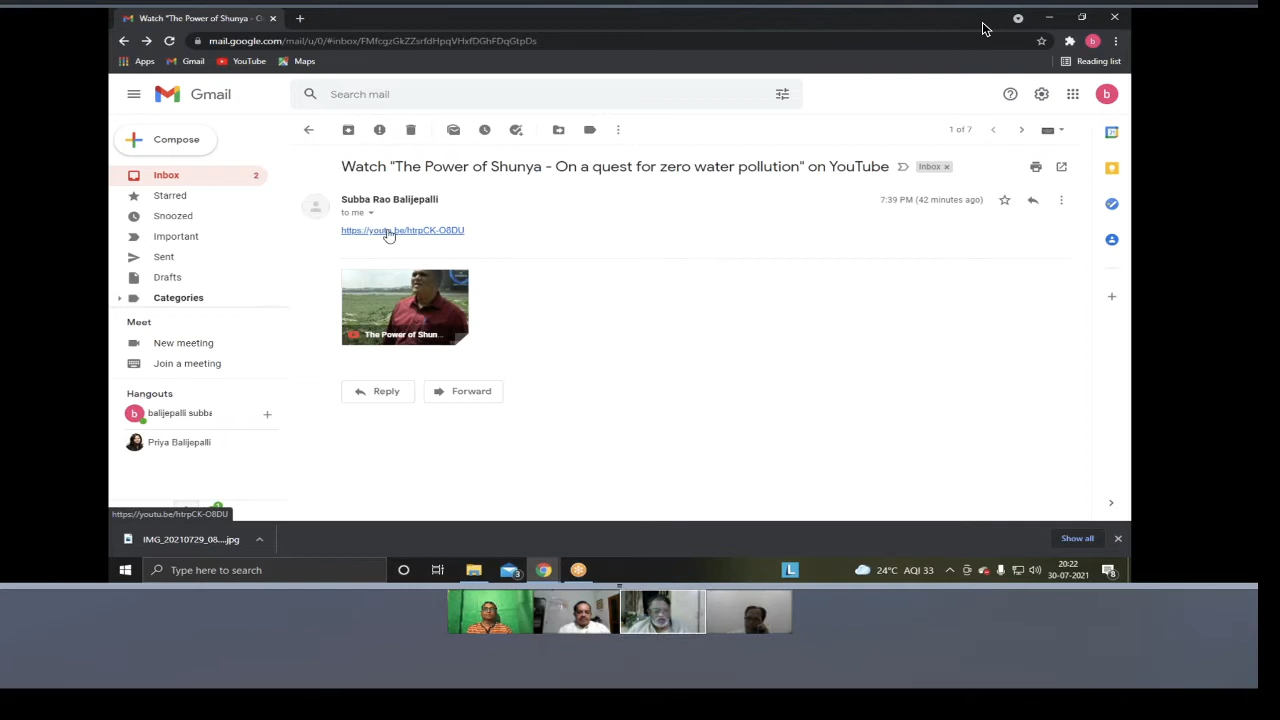 Watch "The Power of Shunya - O
mail.google.com/mail/u/0/#inbox/FMfcgzGkZZsrfdHpqVHxfDGhFDqGtpDs
b
Apps
Gmail
YouTube
Maps
Reading list
Gmail
Search mail
b
Compose
1 of 7
Inbox 2
Starred
Snoozed
Important
Sent
Drafts
Categories
Watch "The Power of Shunya - On a quest for zero water pollution" on YouTube
Inbox ×
Subba Rao Balijepalli
7:39 PM (42 minutes ago)
to me
https://youtu.be/htrpCK-O8DU
The Power of Shun...
Reply
Forward
Meet
New meeting
Join a meeting
Hangouts
b
balijepalli subba
Priya Balijepalli
https://youtu.be/htrpCK-O8DU
IMG_20210729_08....jpg
Show all
Type here to search
3
L
24°C AQI 33
20:22
30-07-2021
8